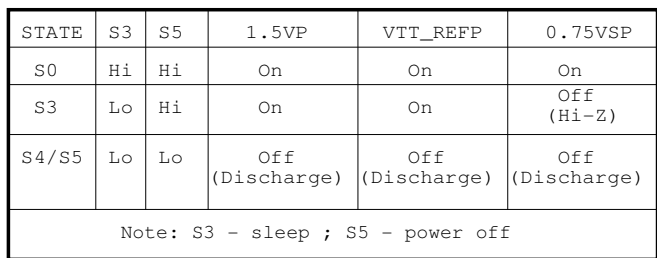 STATE S3 S5 1.5VP VTT_REFP 0.75VSP
S0 Hi Hi On On On
S3 Lo Hi On On Off
(Hi-Z)
S4/S5 Lo Lo Off Off Off
(Discharge) (Discharge) (Discharge)
Note: S3 - sleep ; S5 - power off